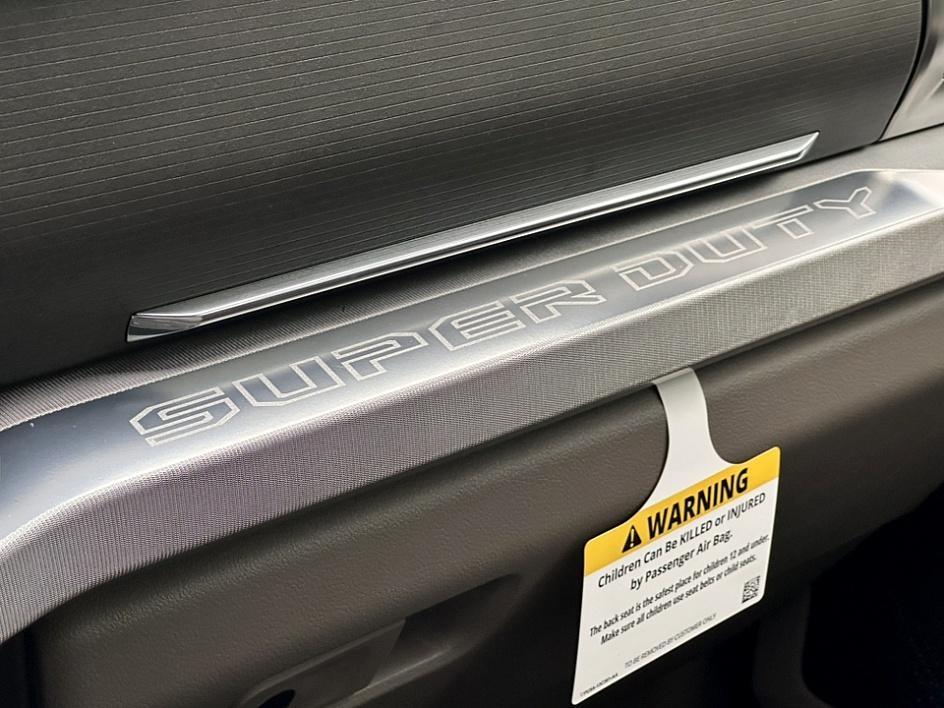 SUPER DUTY
WARNING
Children Can Be KILLED or INJURED
by Passenger Air Bag.
The back seat is the safest place for children 12 and under.
Make sure all children use seat belts or child seats.
TO BE REMOVED BY CUSTOMER ONLY